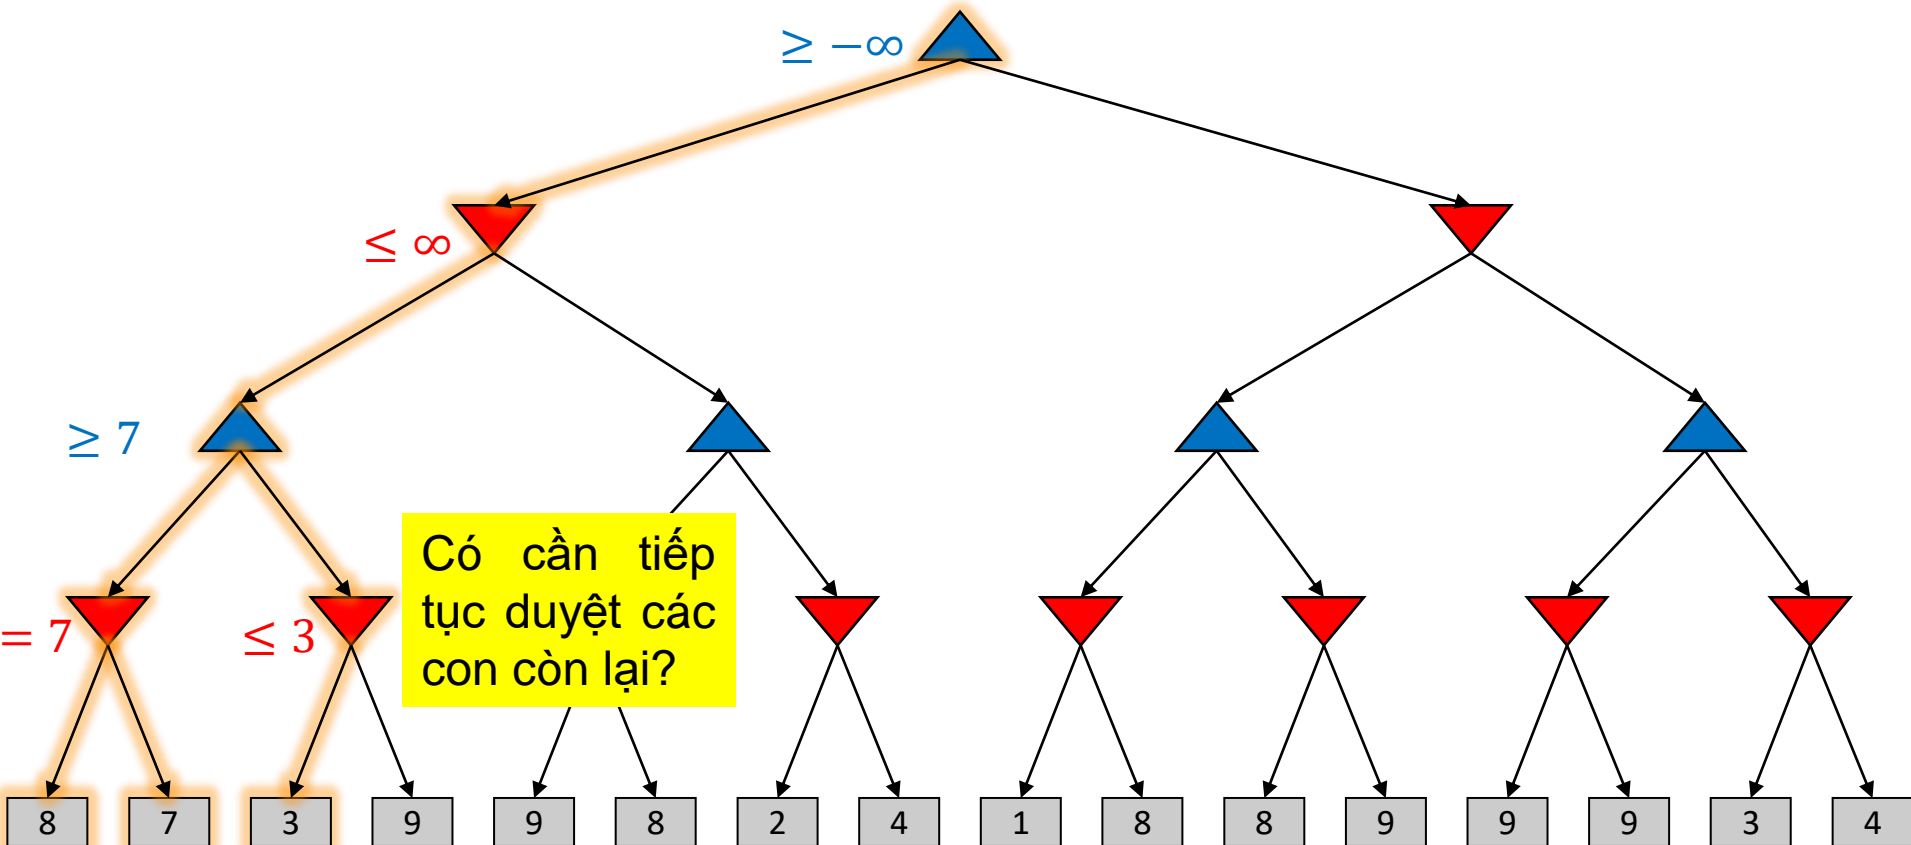 ≥ −∞
≤ ∞
≥ 7
Có cần tiếp
tục duyệt các
con còn lại?
= 7
≤ 3
8 7 3 9 9 8 2 4 1 8 8 9 9 9 3 4